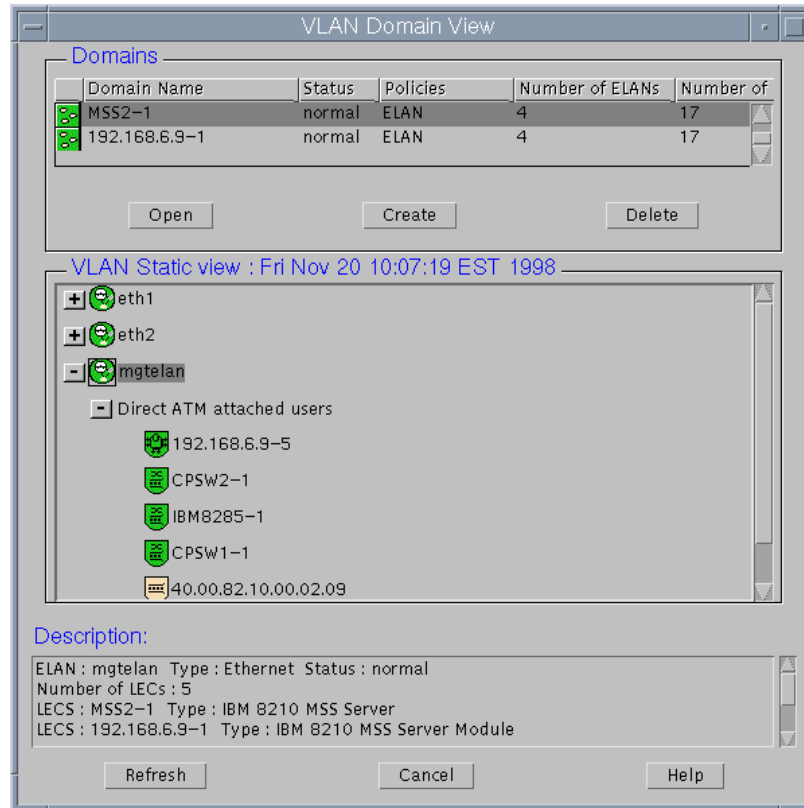 VLAN Domain View
Domains
Domain Name Status Policies Number of ELANs Number of
MSS2-1 normal ELAN 4 17
192.168.6.9-1 normal ELAN 4 17
Open Create Delete
VLAN Static view : Fri Nov 20 10:07:19 EST 1998
+ eth1
+ eth2
- mgtelan
- Direct ATM attached users
192.168.6.9-5
CPSW2-1
IBM8285-1
CPSW1-1
40.00.82.10.00.02.09
Description:
ELAN : mgtelan Type : Ethernet Status : normal
Number of LECs : 5
LECS : MSS2-1 Type : IBM 8210 MSS Server
LECS : 192.168.6.9-1 Type : IBM 8210 MSS Server Module
Refresh Cancel Help